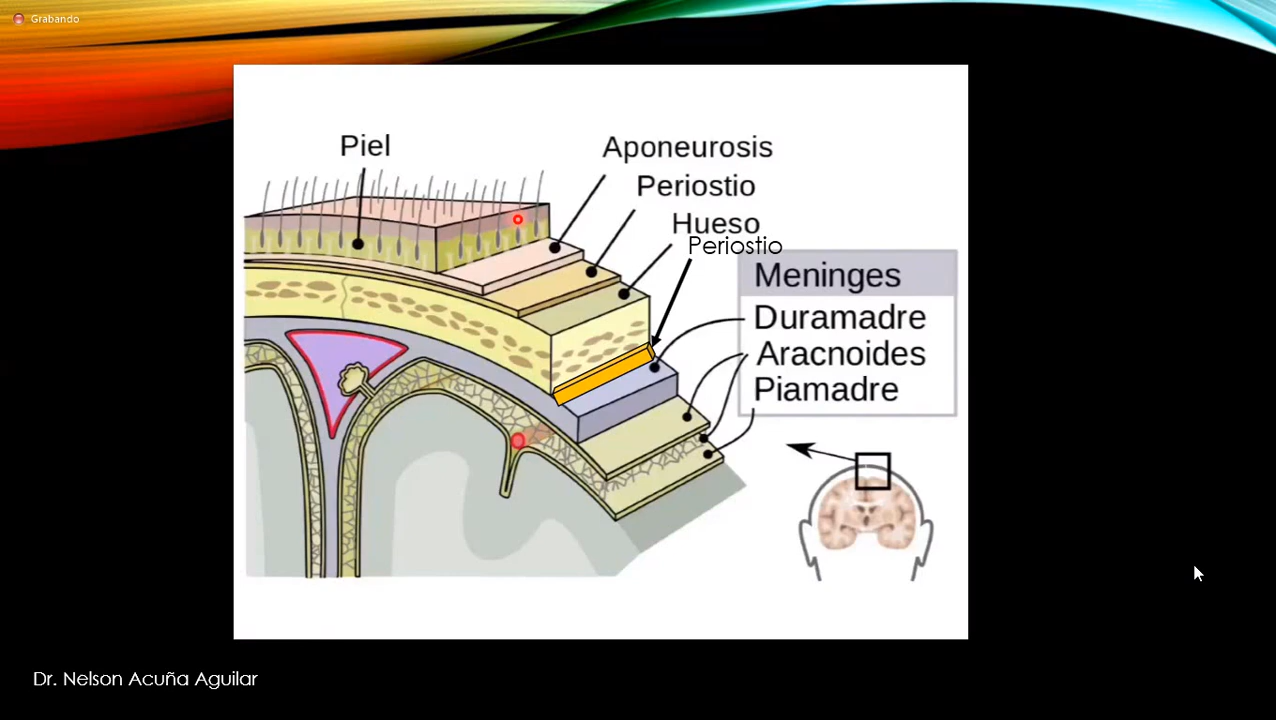 Grabando
Piel
Aponeurosis
Periostio
Hueso
Periostio
Meninges
Duramadre
Aracnoides
Piamadre
Dr. Nelson Acuña Aguilar